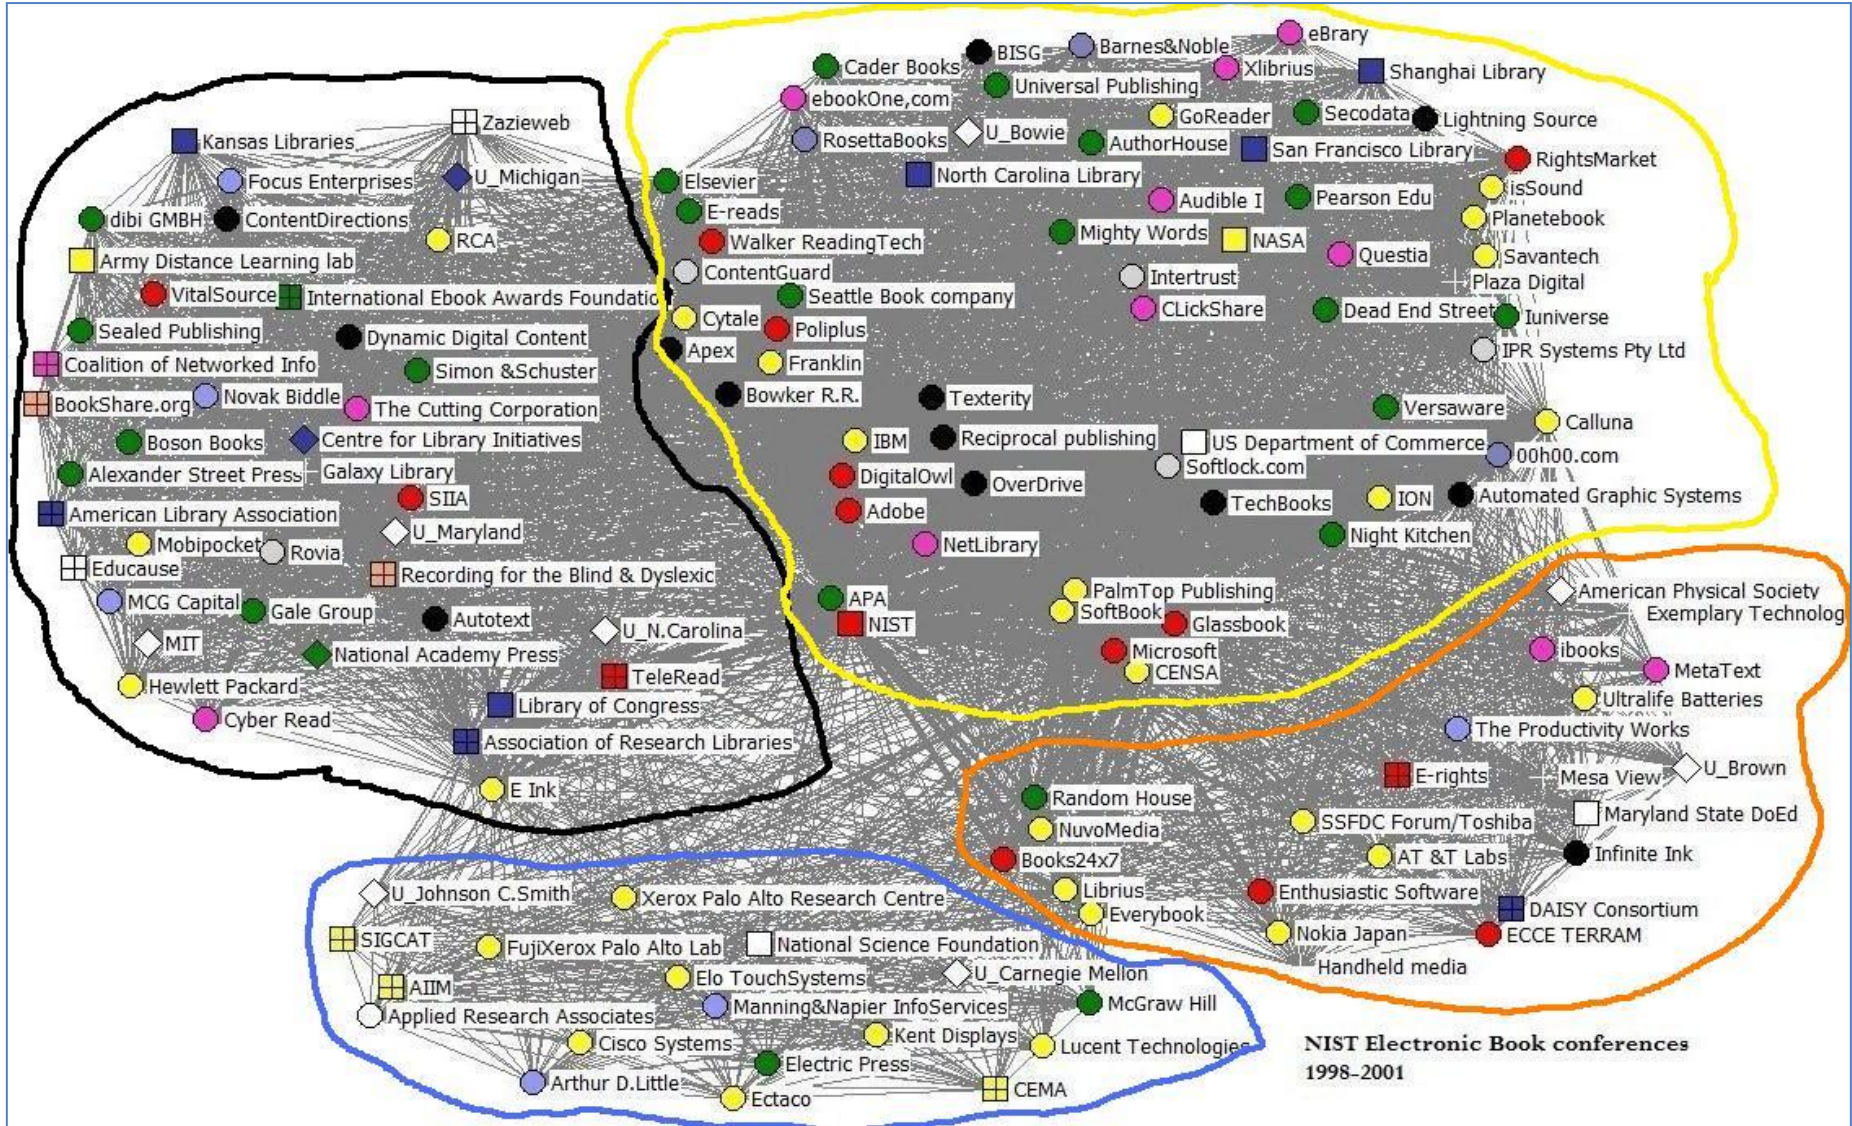 eBrary
BISG
Barnes&Noble
Cader Books
Xlibrius
Shanghai Library
Universal Publishing
ebookOne,com
GoReader
Secodata
Lightning Source
Zazieweb
U_Bowie
Kansas Libraries
RosettaBooks
AuthorHouse
San Francisco Library
RightsMarket
Focus Enterprises
U_Michigan
Elsevier
North Carolina Library
isSound
Audible I
Pearson Edu
dibi GMBH
ContentDirections
E-reads
Planetebook
RCA
Walker ReadingTech
Mighty Words
NASA
Questia
Savantech
Army Distance Learning lab
ContentGuard
Intertrust
Plaza Digital
VitalSource
International Ebook Awards Foundatio
Seattle Book company
CLickShare
Dead End Street
Iuniverse
Sealed Publishing
Dynamic Digital Content
Cytale
Poliplus
Apex
IPR Systems Pty Ltd
Coalition of Networked Info
Simon &Schuster
Franklin
BookShare.org
Novak Biddle
The Cutting Corporation
Bowker R.R.
Texterity
Versaware
Calluna
Boson Books
Centre for Library Initiatives
IBM
Reciprocal publishing
US Department of Commerce
00h00.com
Alexander Street Press
Galaxy Library
DigitalOwl
OverDrive
Softlock.com
SIIA
TechBooks
ION
Automated Graphic Systems
American Library Association
Adobe
U_Maryland
Night Kitchen
Mobipocket
Rovia
NetLibrary
Educause
Recording for the Blind & Dyslexic
PalmTop Publishing
American Physical Society
MCG Capital
Gale Group
Autotext
APA
SoftBook
Exemplary Technolog
U_N.Carolina
NIST
Glassbook
MIT
National Academy Press
Microsoft
ibooks
TeleRead
CENSA
MetaText
Hewlett Packard
Library of Congress
Ultralife Batteries
Cyber Read
The Productivity Works
Association of Research Libraries
E-rights
Mesa View
U_Brown
E Ink
Random House
Maryland State DoEd
NuvoMedia
SSFDC Forum/Toshiba
Books24x7
AT &T Labs
Infinite Ink
U_Johnson C.Smith
Xerox Palo Alto Research Centre
Librius
Enthusiastic Software
Everybook
DAISY Consortium
SIGCAT
FujiXerox Palo Alto Lab
National Science Foundation
Nokia Japan
ECCE TERRAM
Elo TouchSystems
U_Carnegie Mellon
Handheld media
AIIM
Manning&Napier InfoServices
McGraw Hill
Applied Research Associates
Kent Displays
Cisco Systems
Lucent Technologies
NIST Electronic Book conferences
1998-2001
Electric Press
Arthur D.Little
Ectaco
CEMA